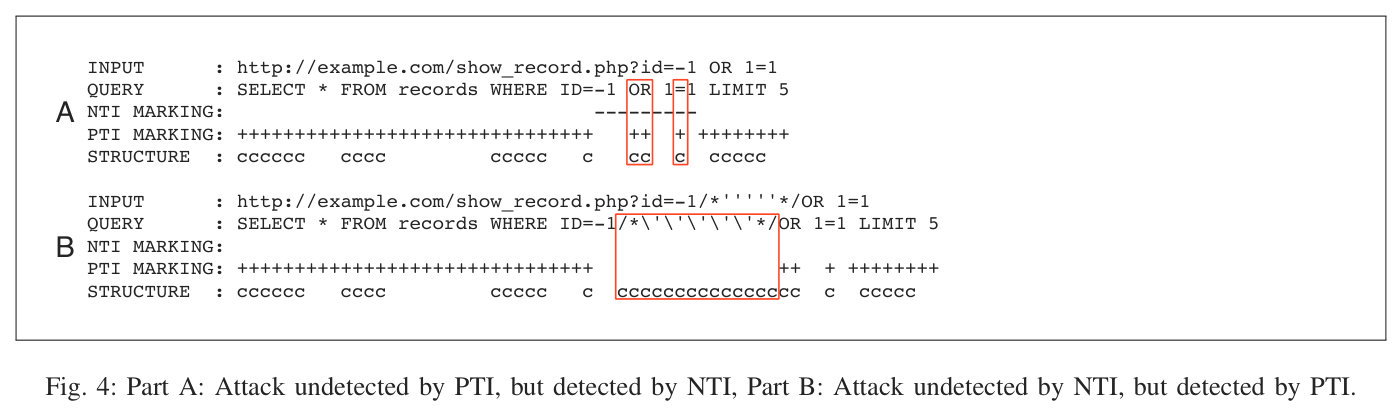 INPUT      : http://example.com/show_record.php?id=-1 OR 1=1
QUERY      : SELECT * FROM records WHERE ID=-1 OR 1=1 LIMIT 5
A NTI MARKING:                                ---------
PTI MARKING: +++++++++++++++++++++++++++++++   ++  + ++++++++
STRUCTURE  : cccccc   cccc         ccccc   c   cc  c  ccccc
INPUT      : http://example.com/show_record.php?id=-1/*'''''*/OR 1=1
QUERY      : SELECT * FROM records WHERE ID=-1/*\'\'\'\'\'*/OR 1=1 LIMIT 5
B NTI MARKING:
PTI MARKING: +++++++++++++++++++++++++++++++                ++  + ++++++++
STRUCTURE  : cccccc   cccc         ccccc   c  cccccccccccccccc  c  ccccc
Fig. 4: Part A: Attack undetected by PTI, but detected by NTI, Part B: Attack undetected by NTI, but detected by PTI.